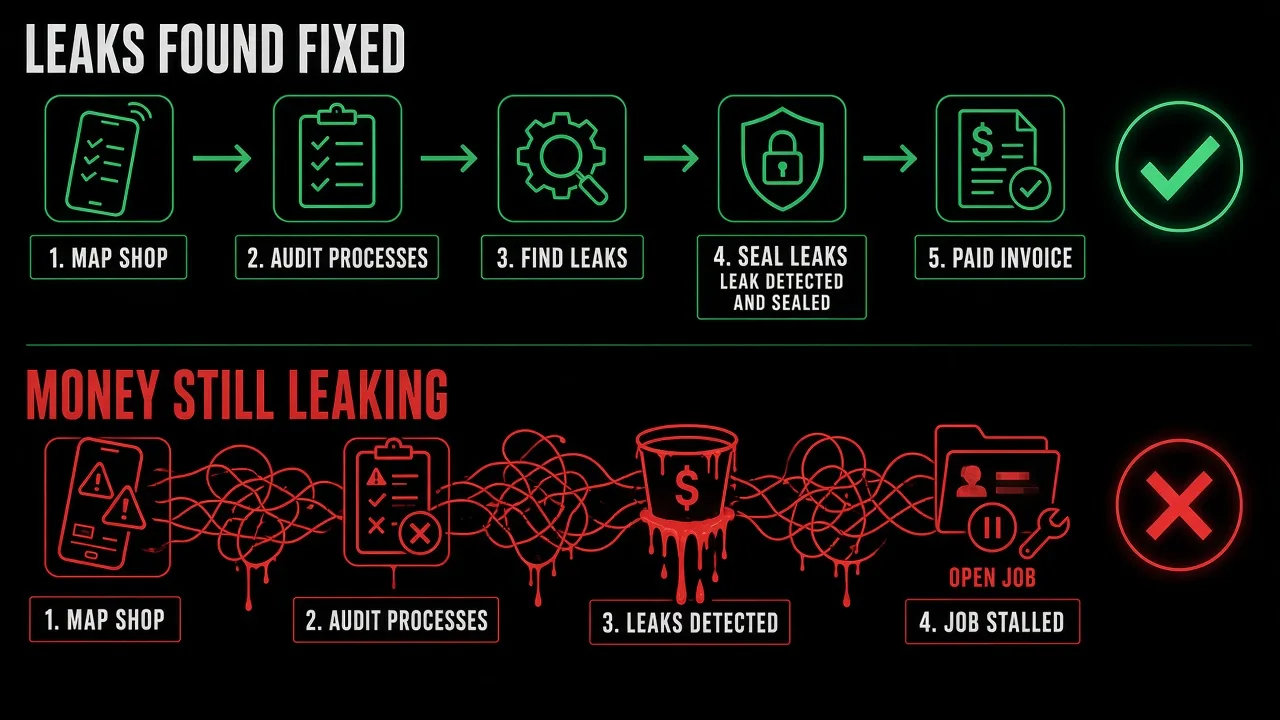 LEAKS FOUND FIXED
1. MAP SHOP
2. AUDIT PROCESSES
3. FIND LEAKS
4. SEAL LEAKS
LEAK DETECTED
AND SEALED
$
5. PAID INVOICE
MONEY STILL LEAKING
$
OPEN JOB
1. MAP SHOP
2. AUDIT PROCESSES
3. LEAKS DETECTED
4. JOB STALLED